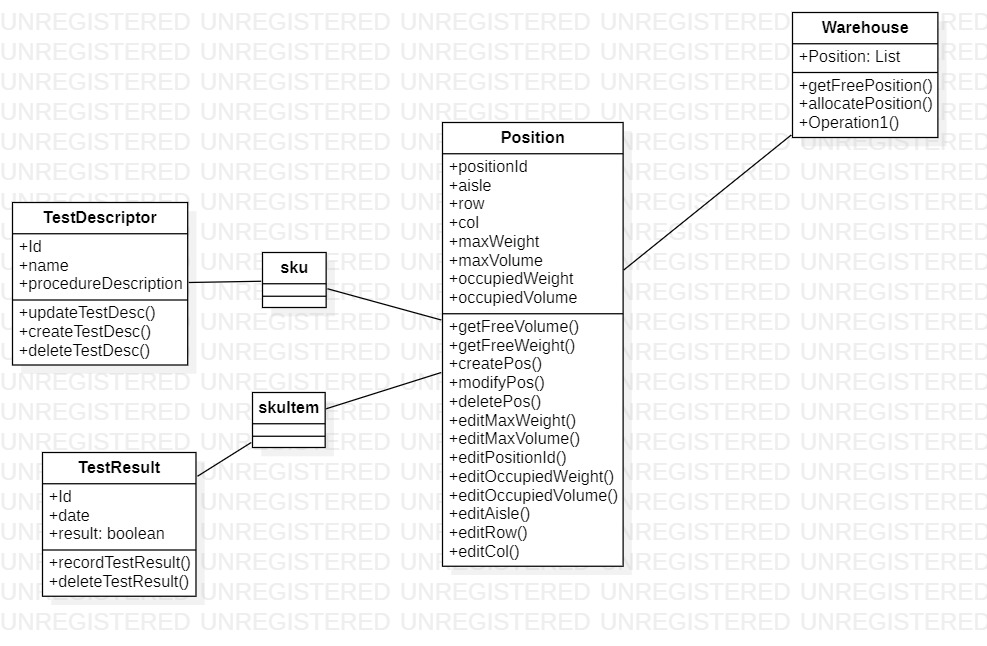 Warehouse
+Position: List
+getFreePosition()
+allocatePosition()
+Operation1()
Position
+positionId
+aisle
+row
+col
+maxWeight
+maxVolume
+occupiedWeight
+occupiedVolume
+getFreeVolume()
+getFreeWeight()
+createPos()
+modifyPos()
+deletePos()
+editMaxWeight()
+editMaxVolume()
+editPositionId()
+editOccupiedWeight()
+editOccupiedVolume()
+editAisle()
+editRow()
+editCol()
TestDescriptor
+Id
+name
+procedureDescription
+updateTestDesc()
+createTestDesc()
+deleteTestDesc()
sku
skuItem
TestResult
+Id
+date
+result: boolean
+recordTestResult()
+deleteTestResult()
UNREGISTERED UNREGISTERED UNREGISTERED UNREGISTERED UNREGISTERED